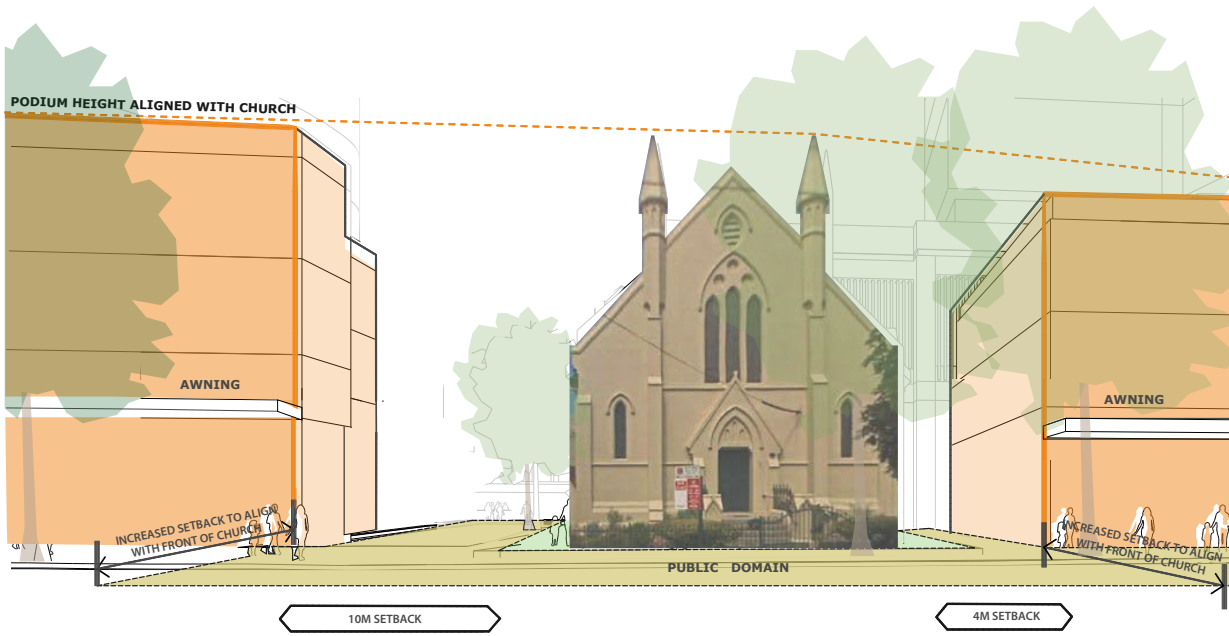 PODIUM HEIGHT ALIGNED WITH CHURCH
AWNING
AWNING
INCREASED SETBACK TO ALIGN
WITH FRONT OF CHURCH
INCREASED SETBACK TO ALIGN
WITH FRONT OF CHURCH
PUBLIC DOMAIN
10M SETBACK
4M SETBACK